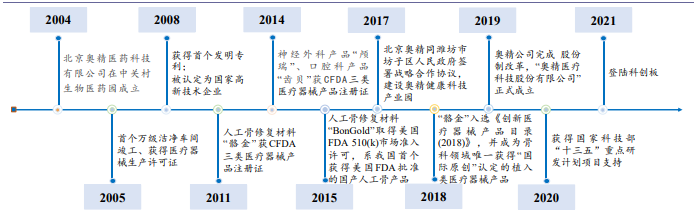 2004
2008
2014
2017
2019
2021
北京奥精医药科技
有限公司在中关村
生物医药园成立
获得首个发明专
利；
被认定为国家高
新技术企业
神经外科产品“颅
瑞”、口腔科产品
“齿贝”获CFDA三类
医疗器械产品注册证
北京奥精同潍坊市
坊子区人民政府签
署战略合作协议，
建设奥精健康科技
产业园
奥精公司完成 股份
制改革，“奥精医疗
科技股份有限公司”
正式成立
登陆科创板
首个万级洁净车间
竣工、获得医疗器
械生产许可证
人工骨修复材料
“骼金”获CFDA
三类医疗器械产
品注册证
人工骨修复材料
“BonGold”取得美国
FDA 510(k)市场准入
许可，系我国首个
获得美国FDA批准
的国产人工骨产品
“骼金”入选《创新医
疗器械产品目录
(2018)》，并成为骨
科领域唯一获得“国
际原创”认定的植入
类医疗器械产品
获得国家科技部
“十三五”重点研
发计划项目支持
2005
2011
2015
2018
2020